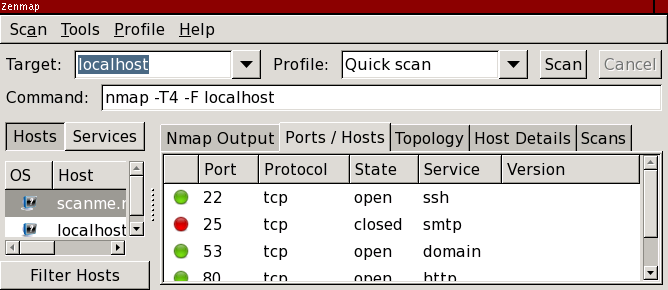 Zenmap
Scan Tools Profile Help
Target: localhost Profile: Quick scan Scan Cancel
Command: nmap -T4 -F localhost
Hosts Services Nmap Output Ports / Hosts Topology Host Details Scans
OS Host Port Protocol State Service Version
scanme. 22 tcp open ssh
25 tcp closed smtp
localhost 53 tcp open domain
80 tcp open http
Filter Hosts